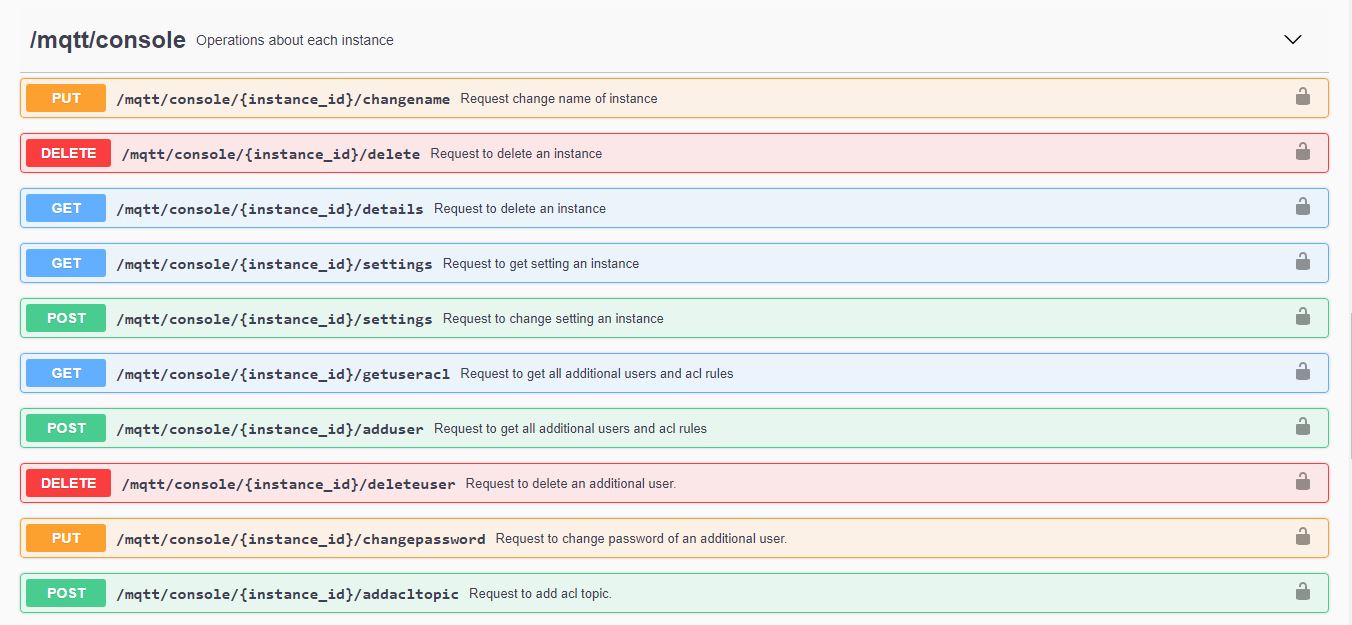 /mqtt/console Operations about each instance
PUT /mqtt/console/{instance_id}/changename Request change name of instance
DELETE /mqtt/console/{instance_id}/delete Request to delete an instance
GET /mqtt/console/{instance_id}/details Request to delete an instance
GET /mqtt/console/{instance_id}/settings Request to get setting an instance
POST /mqtt/console/{instance_id}/settings Request to change setting an instance
GET /mqtt/console/{instance_id}/getuseracl Request to get all additional users and acl rules
POST /mqtt/console/{instance_id}/adduser Request to get all additional users and acl rules
DELETE /mqtt/console/{instance_id}/deleteuser Request to delete an additional user.
PUT /mqtt/console/{instance_id}/changepassword Request to change password of an additional user.
POST /mqtt/console/{instance_id}/addacltopic Request to add acl topic.